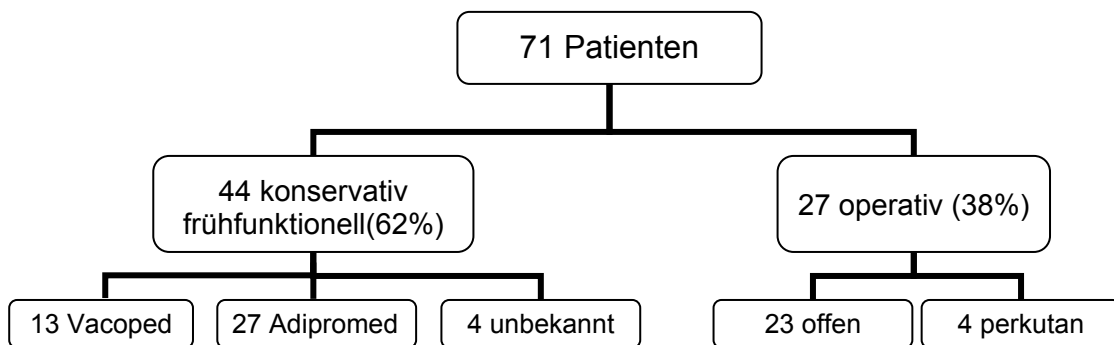 71 Patienten
44 konservativ
frühfunktionell(62%)
27 operativ (38%)
13 Vacoped
27 Adipromed
4 unbekannt
23 offen
4 perkutan